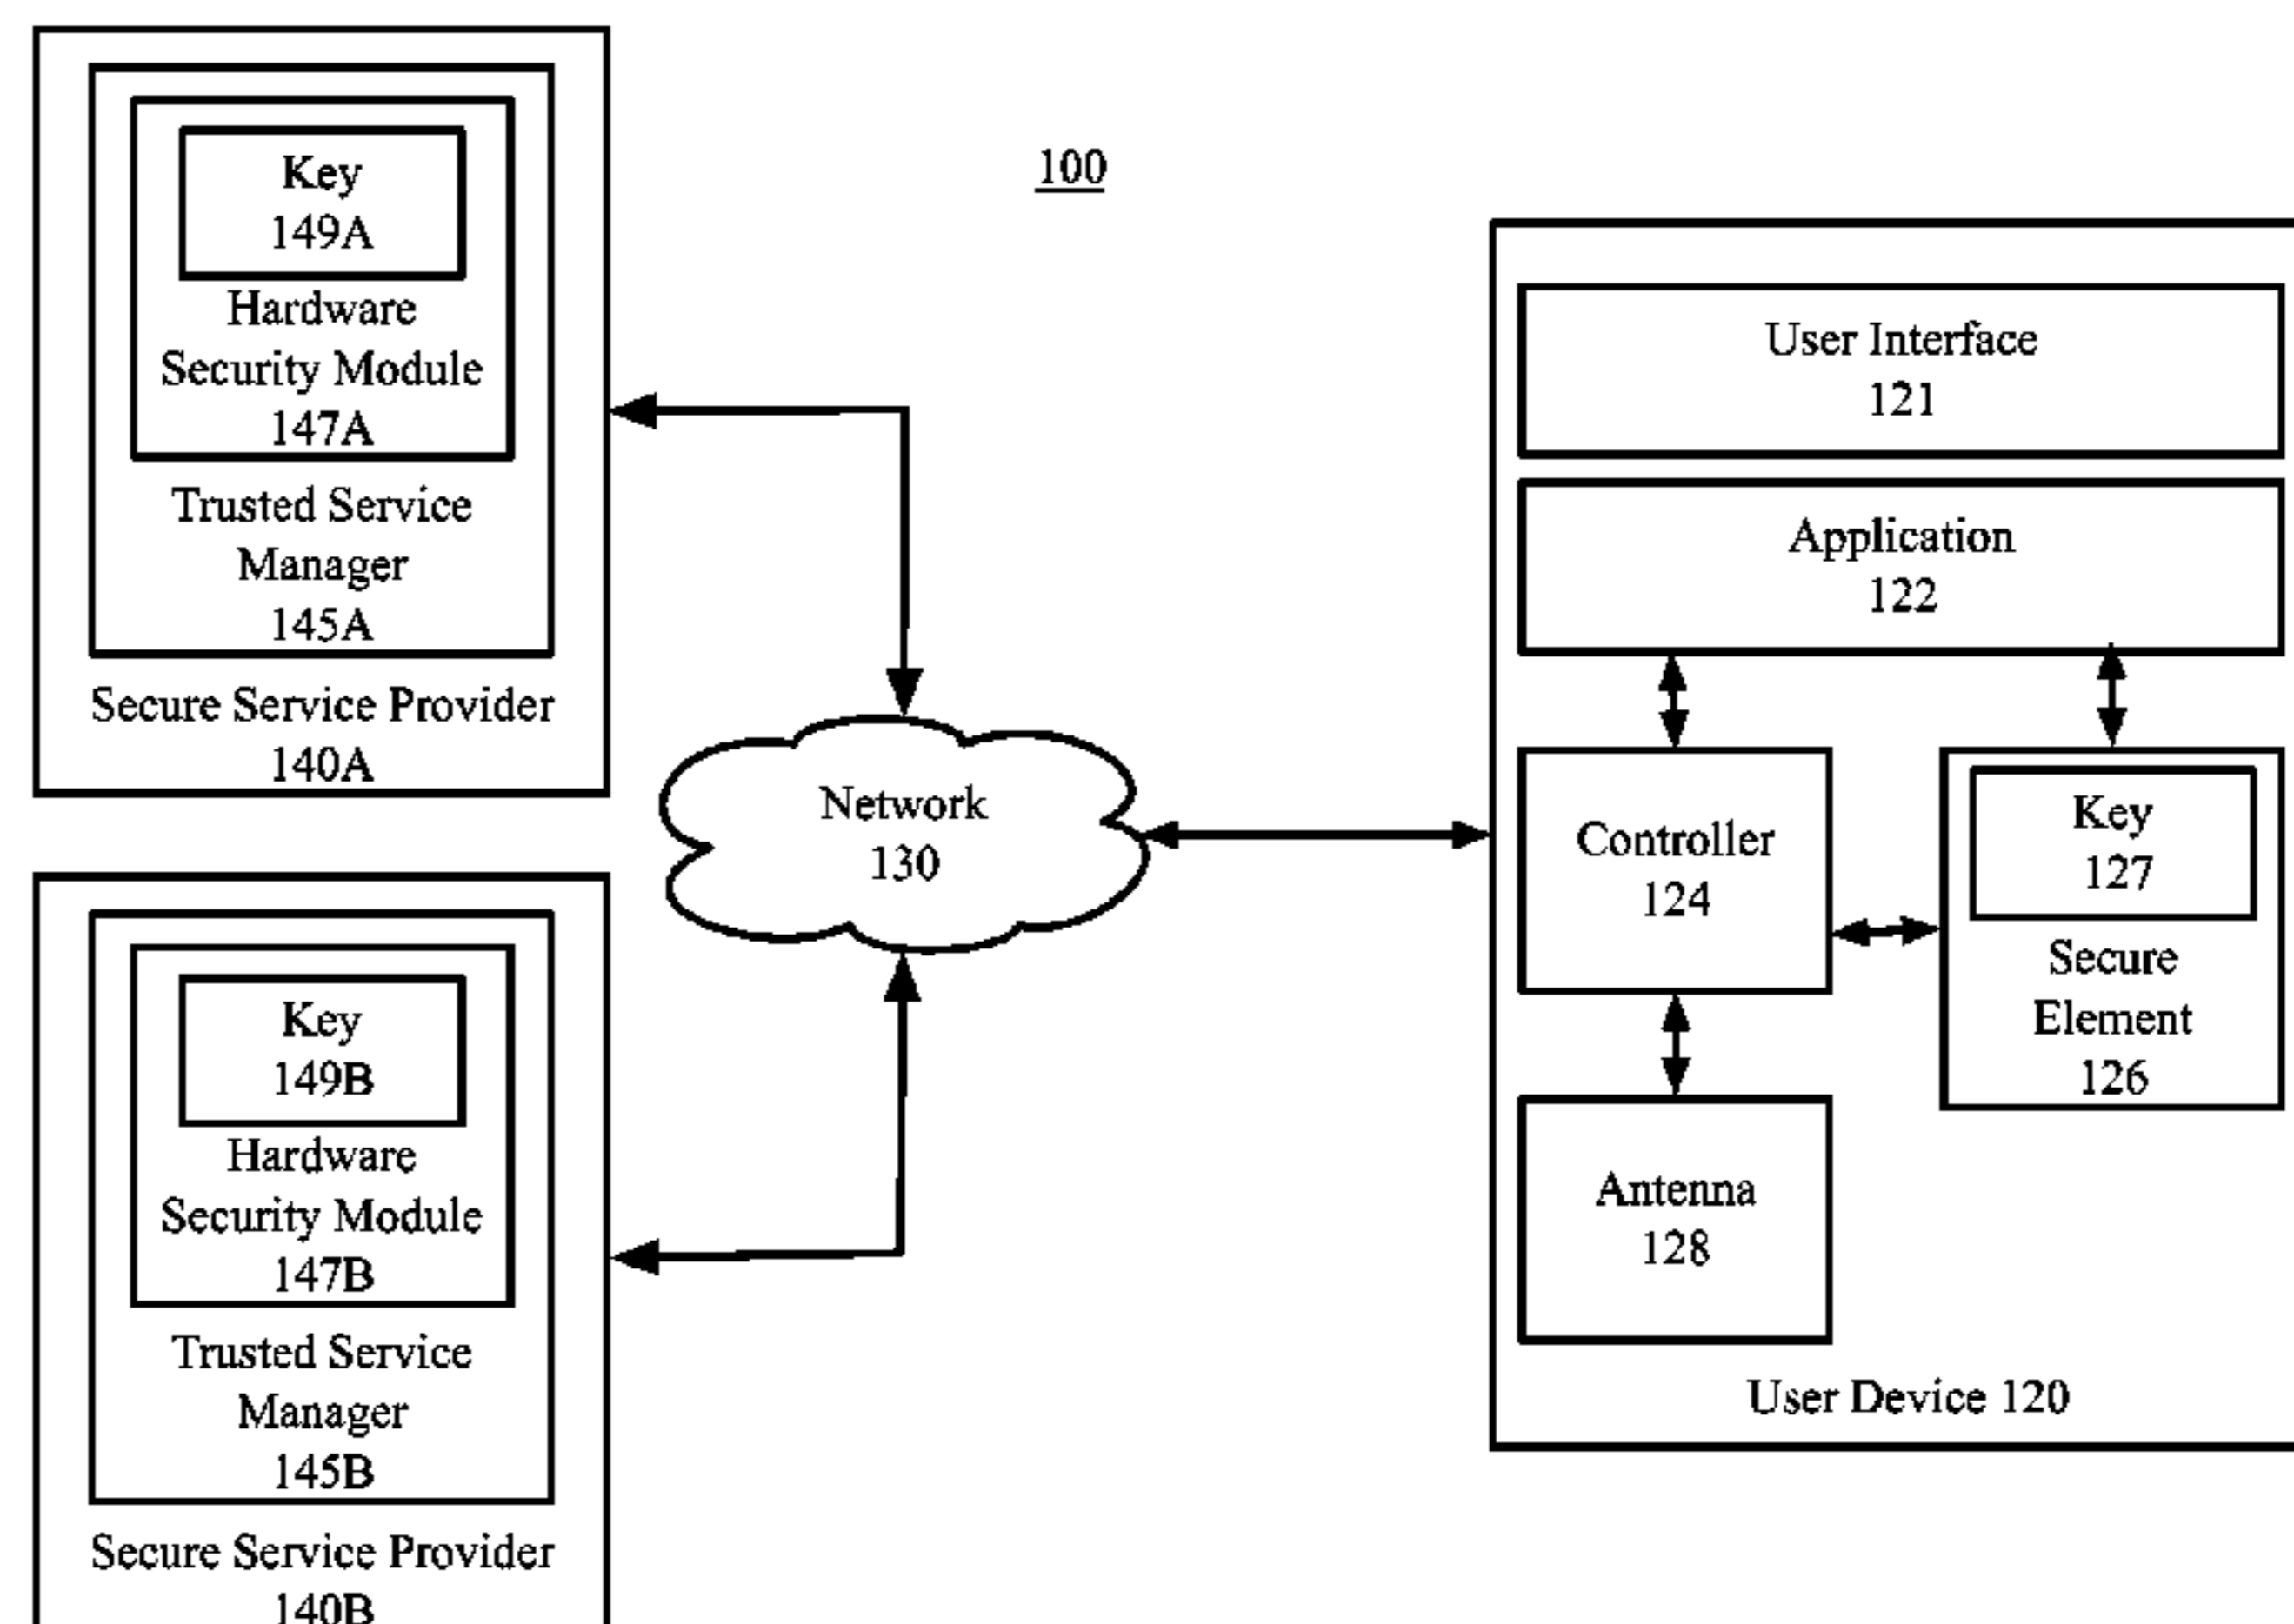 Key
149A
Hardware
Security Module
147A
Trusted Service
Manager
145A
Secure Service Provider
140A
Key
149B
Hardware
Security Module
147B
Trusted Service
Manager
145B
Secure Service Provider
140B
100
Network
130
User Interface
121
Application
122
Controller
124
Key
127
Secure
Element
126
Antenna
128
User Device 120